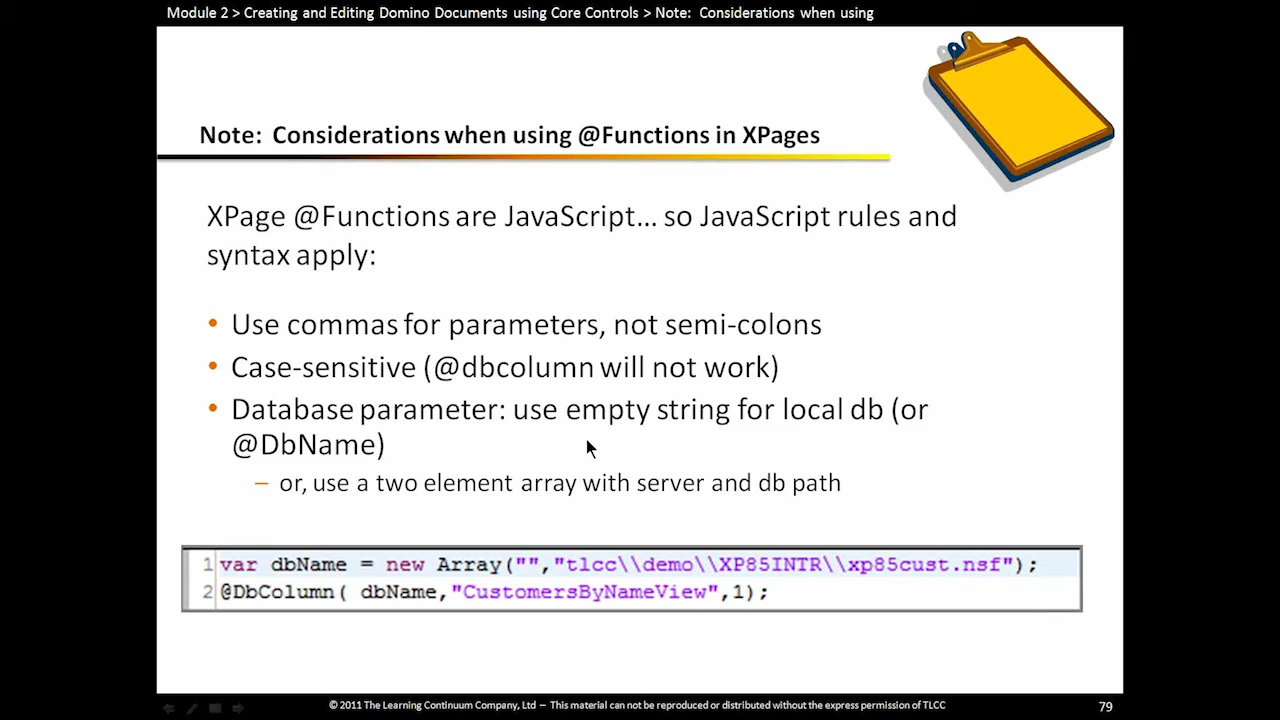 Module 2 > Creating and Editing Domino Documents using Core Controls > Note:  Considerations when using
Note:  Considerations when using @Functions in XPages
XPage @Functions are JavaScript... so JavaScript rules and
syntax apply:
• Use commas for parameters, not semi-colons
• Case-sensitive (@dbcolumn will not work)
• Database parameter: use empty string for local db (or
@DbName)
– or, use a two element array with server and db path
1 var dbName = new Array("","tlcc\\demo\\XP85INTR\\xp85cust.nsf");
2 @DbColumn( dbName,"CustomersByNameView",1);
© 2011 The Learning Continuum Company, Ltd – This material can not be reproduced or distributed without the express permission of TLCC
79